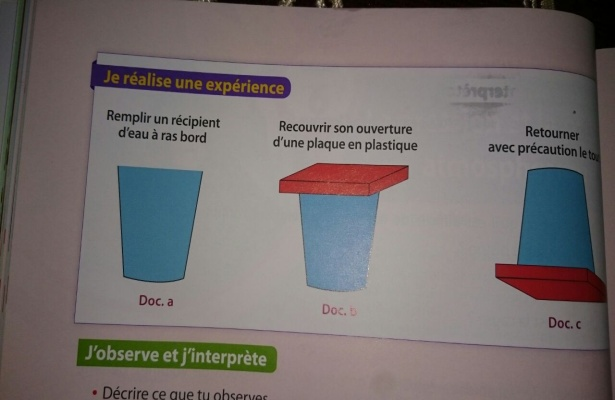 Je réalise une expérience
Remplir un récipient
d'eau à ras bord
Recouvrir son ouverture
d'une plaque en plastique
Retourner
avec précaution le tout
Doc. a
Doc. b
Doc. c
J'observe et j'interprète
• Décrire ce que tu observes